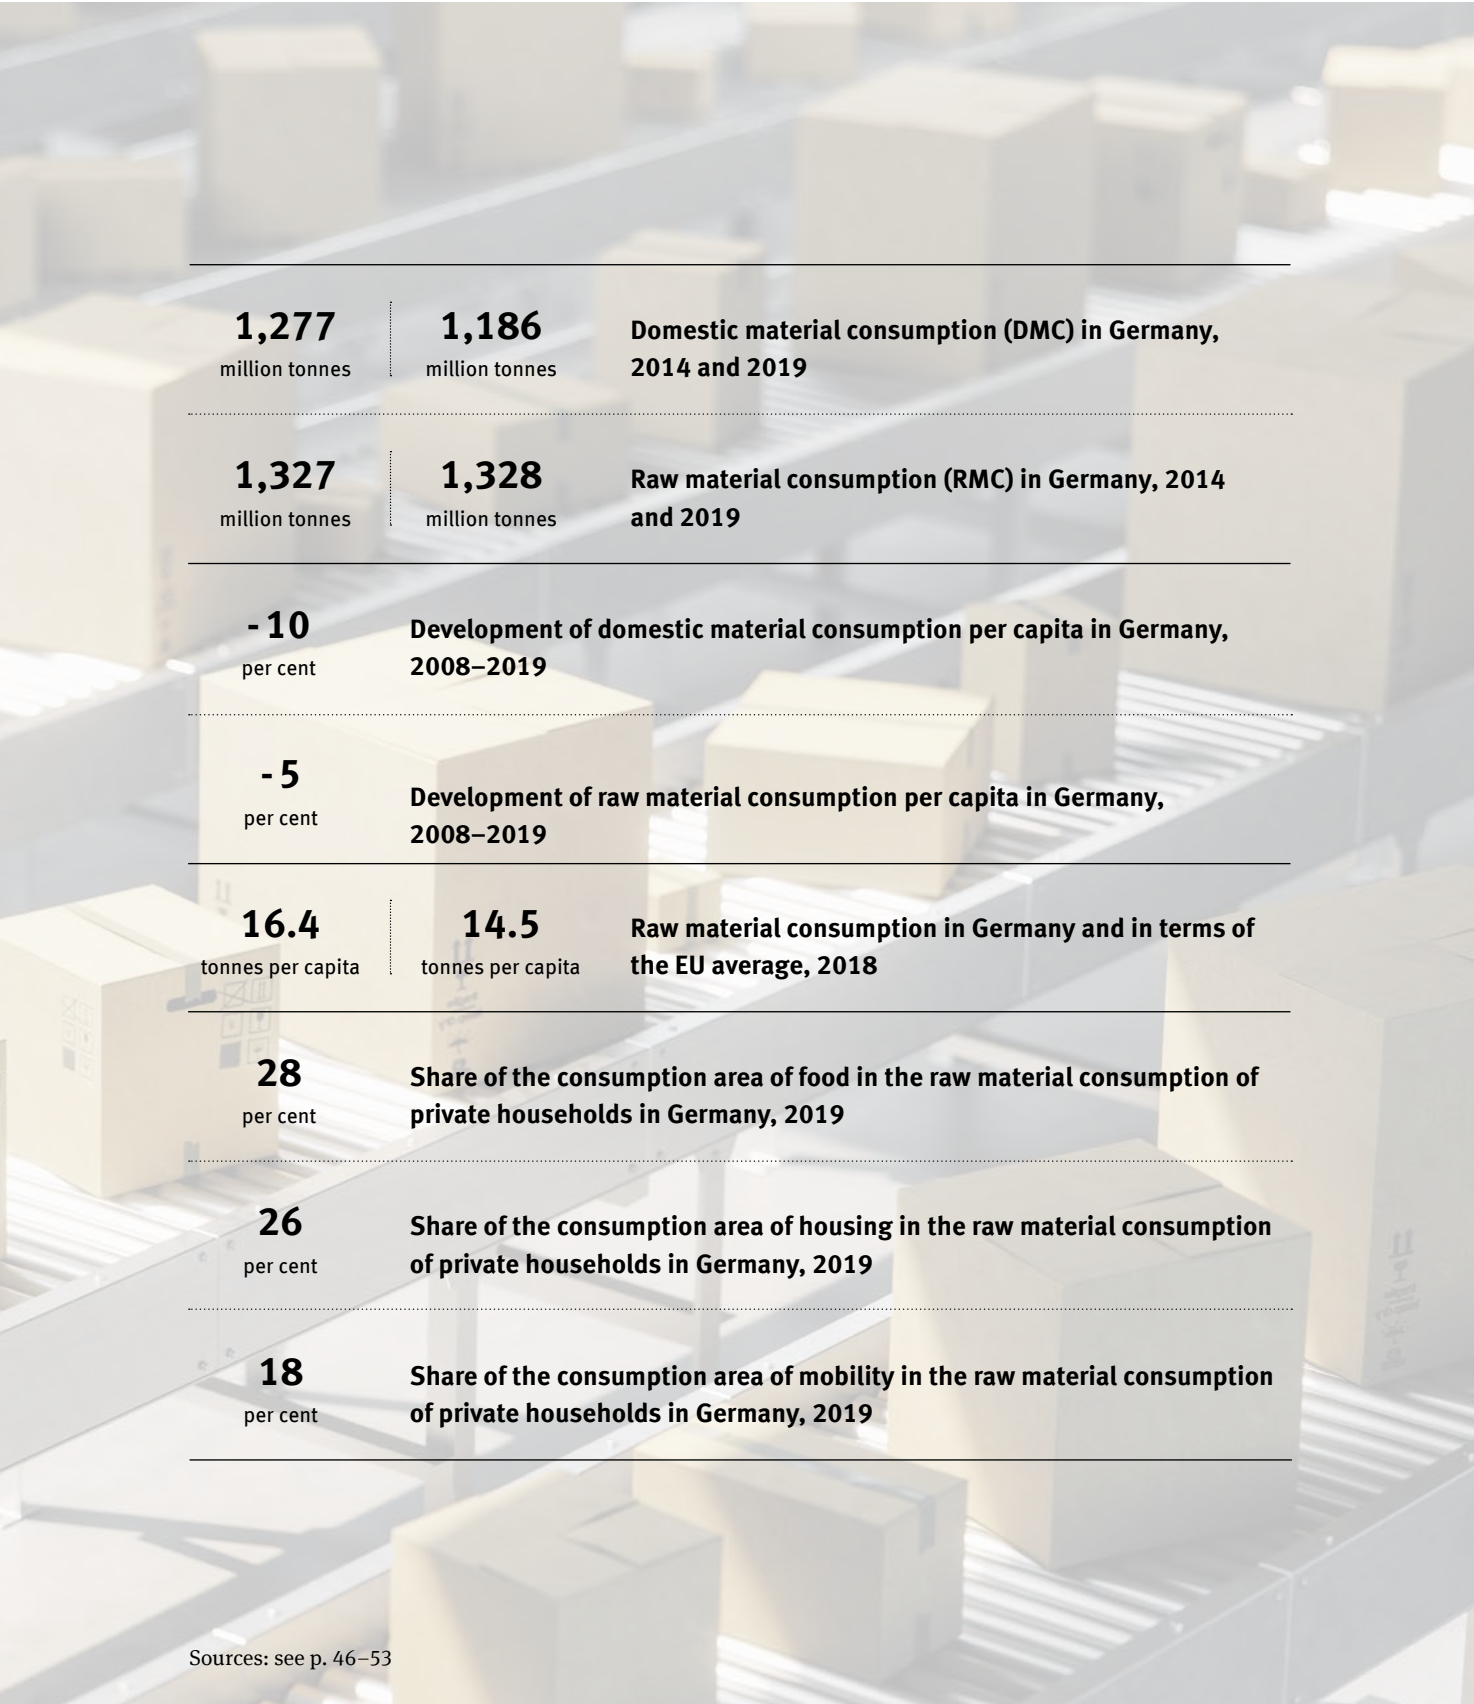 1,277 1,186 Domestic material consumption (DMC) in Germany,
million tonnes million tonnes 2014 and 2019
1,327 1,328 Raw material consumption (RMC) in Germany, 2014
million tonnes million tonnes and 2019
-10 Development of domestic material consumption per capita in Germany,
per cent 2008–2019
-5
Development of raw material consumption per capita in Germany,
per cent
2008–2019
16.4 14.5 Raw material consumption in Germany and in terms of
tonnes per capita tonnes per capita the EU average, 2018
28 Share of the consumption area of food in the raw material consumption of
per cent private households in Germany, 2019
26 Share of the consumption area of housing in the raw material consumption
per cent of private households in Germany, 2019
18 Share of the consumption area of mobility in the raw material consumption
per cent of private households in Germany, 2019
Sources: see p. 46–53